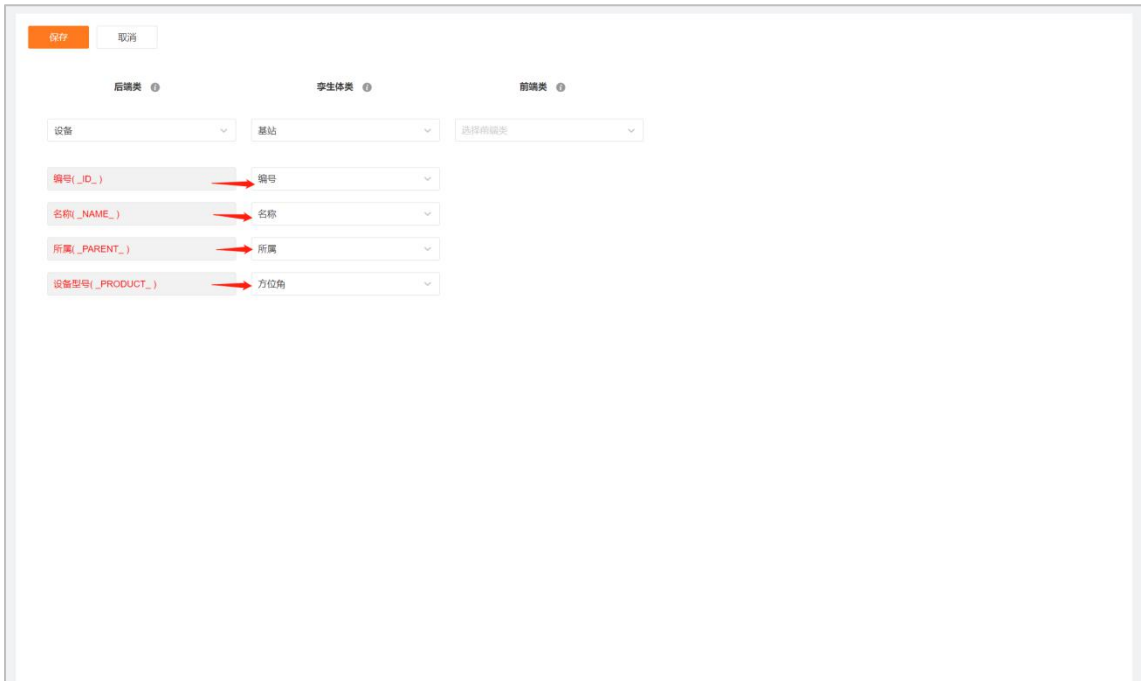 保存 取消
后端类 孪生体类 前端类
设备 基站 选择前端类
编号( _ID_ ) 编号
名称( _NAME_ ) 名称
所属( _PARENT_ ) 所属
设备型号( _PRODUCT_ ) 方位角